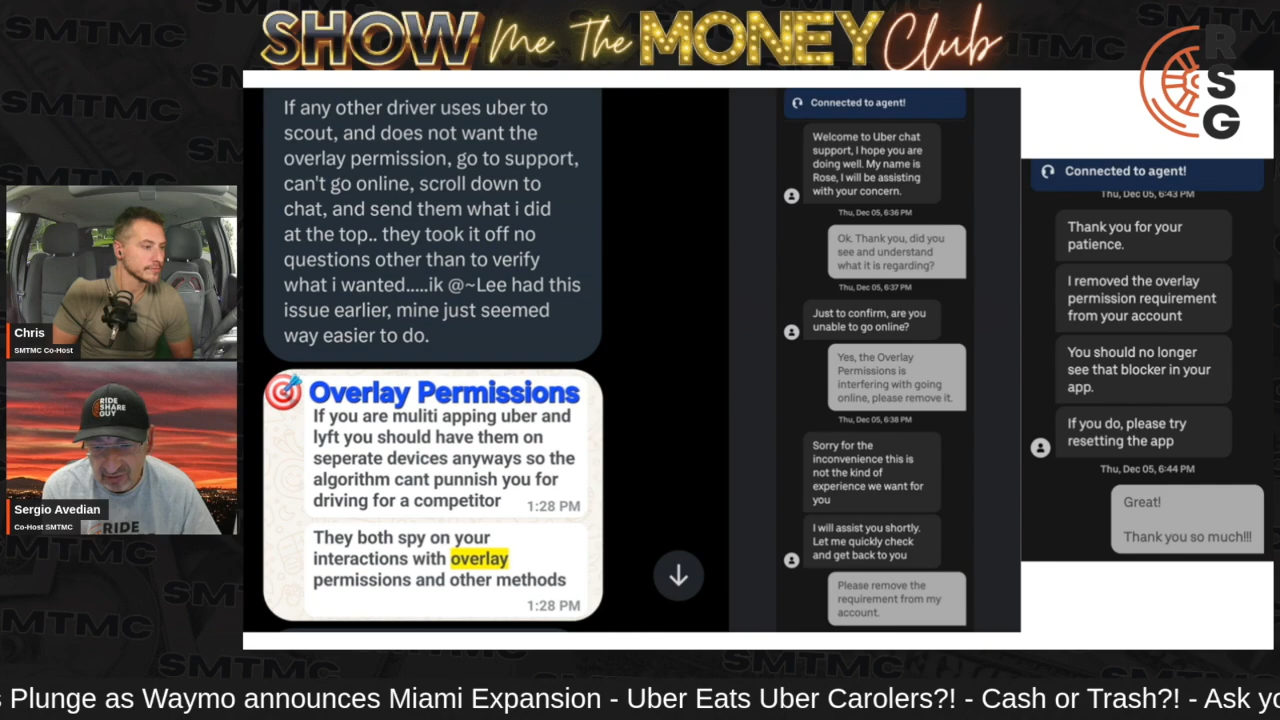 SHOW Me The MONEY Club
RSG
If any other driver uses uber to
scout, and does not want the
overlay permission, go to support,
can't go online, scroll down to
chat, and send them what i did
at the top.. they took it off no
questions other than to verify
what i wanted.....ik @~Lee had this
issue earlier, mine just seemed
way easier to do.
Overlay Permissions
If you are muliti apping uber and
lyft you should have them on
seperate devices anyways so the
algorithm cant punnish you for
driving for a competitor
1:28 PM
They both spy on your
interactions with overlay
permissions and other methods
1:28 PM
Connected to agent!
Welcome to Uber chat
support, I hope you are
doing well. My name is
Rose, I will be assisting
with your concern.
Thu, Dec 05, 6:36 PM
Ok. Thank you, did you
see and understand
what it is regarding?
Thu, Dec 05, 6:37 PM
Just to confirm, are you
unable to go online?
Yes, the Overlay
Permissions is
interfering with going
online, please remove it.
Thu, Dec 05, 6:38 PM
Sorry for the
inconvenience this is
not the kind of
experience we want for
you
I will assist you shortly.
Let me quickly check
and get back to you
Please remove the
requirement from my
account.
Connected to agent!
Thu, Dec 05, 6:43 PM
Thank you for your
patience.
I removed the overlay
permission requirement
from your account
You should no longer
see that blocker in your
app.
If you do, please try
resetting the app
Thu, Dec 05, 6:44 PM
Great!
Thank you so much!!!
Chris
SMTMC Co-Host
RIDE
SHARE
GUY
Sergio Avedian
Co-Host SMTMC
RIDE
SMTMC
s Plunge as Waymo announces Miami Expansion - Uber Eats Uber Carolers?! - Cash or Trash?! - Ask yo